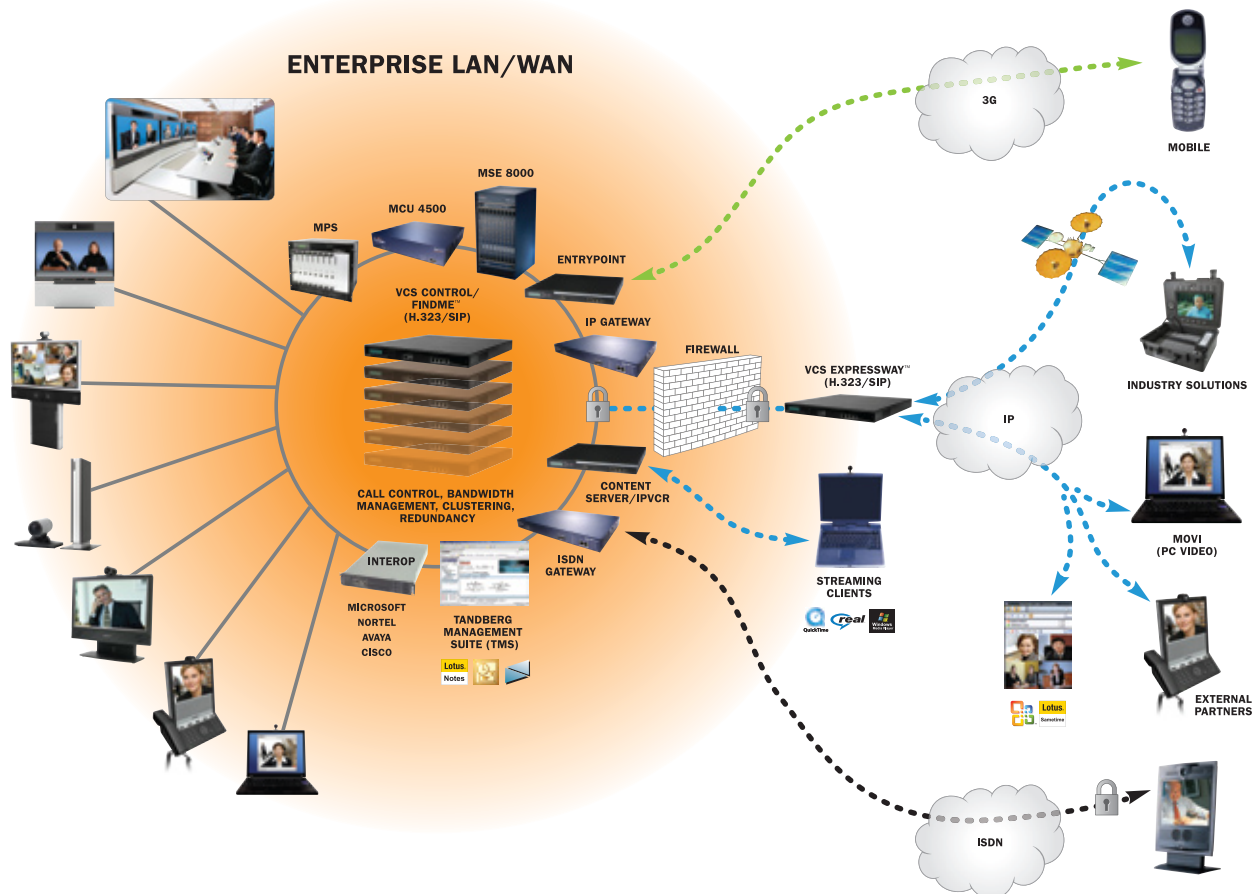 ENTERPRISE LAN/WAN
3G
MOBILE
MSE 8000
MCU 4500
MPS
ENTRYPOINT
VCS CONTROL/
FINDME™
(H.323/SIP)
IP GATEWAY
FIREWALL
VCS EXPRESSWAY™
(H.323/SIP)
INDUSTRY SOLUTIONS
IP
CONTENT
SERVER/IPVCR
CALL CONTROL, BANDWIDTH
MANAGEMENT, CLUSTERING,
REDUNDANCY
MOVI
(PC VIDEO)
INTEROP
ISDN
GATEWAY
STREAMING
CLIENTS
QuickTime
real
Windows
Media Player
MICROSOFT
NORTEL
AVAYA
CISCO
TANDBERG
MANAGEMENT
SUITE (TMS)
Lotus.
Notes
Lotus.
Sametime
EXTERNAL
PARTNERS
ISDN